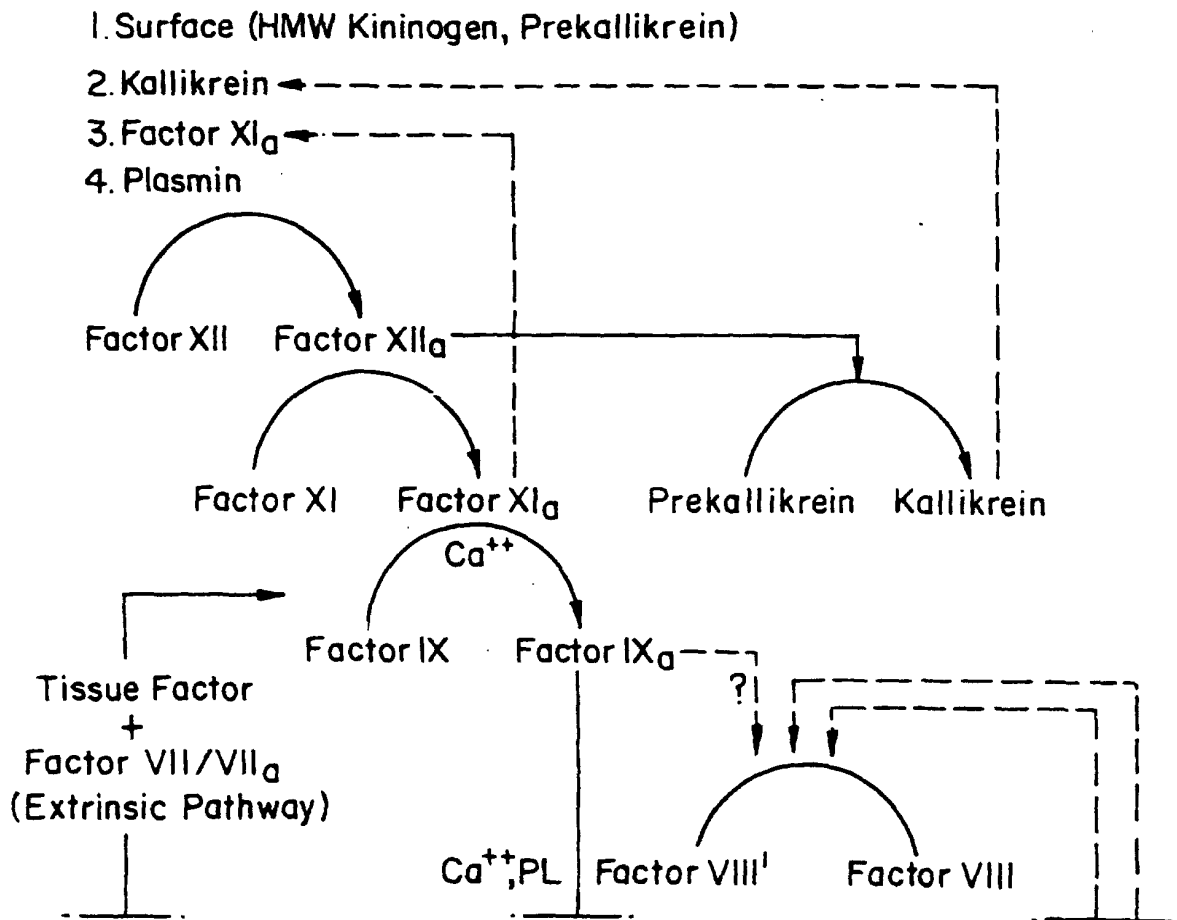 1. Surface (HMW Kininogen, Prekallikrein)
2. Kallikrein
3. Factor XIa
4. Plasmin
Factor XII Factor XIIa
Factor XI Factor XIa Prekallikrein Kallikrein
Ca++
Factor IX Factor IXa
?
Tissue Factor
+
Factor VII/VIIa
(Extrinsic Pathway)
Ca++,PL Factor VIII' Factor VIII